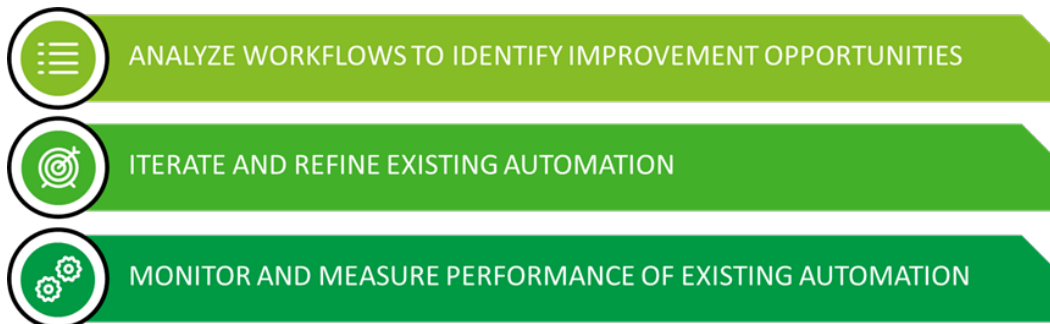 ANALYZE WORKFLOWS TO IDENTIFY IMPROVEMENT OPPORTUNITIES
ITERATE AND REFINE EXISTING AUTOMATION
MONITOR AND MEASURE PERFORMANCE OF EXISTING AUTOMATION